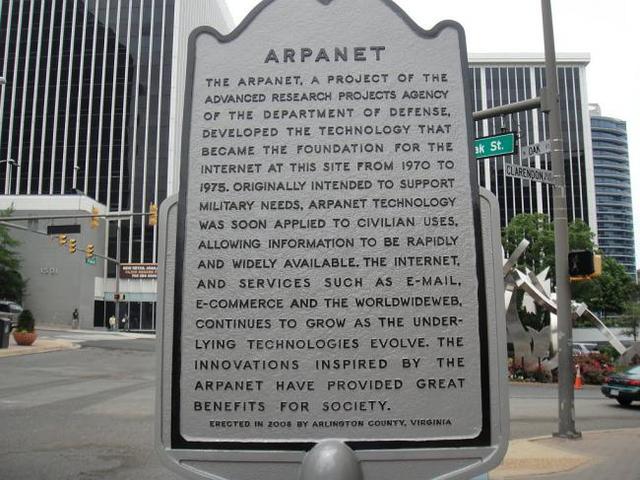 ARPANET
THE ARPANET, A PROJECT OF THE
ADVANCED RESEARCH PROJECTS AGENCY
OF THE DEPARTMENT OF DEFENSE,
DEVELOPED THE TECHNOLOGY THAT
BECAME THE FOUNDATION FOR THE
INTERNET AT THIS SITE FROM 1970 TO
1975. ORIGINALLY INTENDED TO SUPPORT
MILITARY NEEDS, ARPANET TECHNOLOGY
WAS SOON APPLIED TO CIVILIAN USES,
ALLOWING INFORMATION TO BE RAPIDLY
AND WIDELY AVAILABLE. THE INTERNET,
AND SERVICES SUCH AS E-MAIL,
E-COMMERCE AND THE WORLDWIDEWEB,
CONTINUES TO GROW AS THE UNDER-
LYING TECHNOLOGIES EVOLVE. THE
INNOVATIONS INSPIRED BY THE
ARPANET HAVE PROVIDED GREAT
BENEFITS FOR SOCIETY.
ERECTED IN 2008 BY ARLINGTON COUNTY, VIRGINIA
ak St.
OAK
CLARENDON
1501